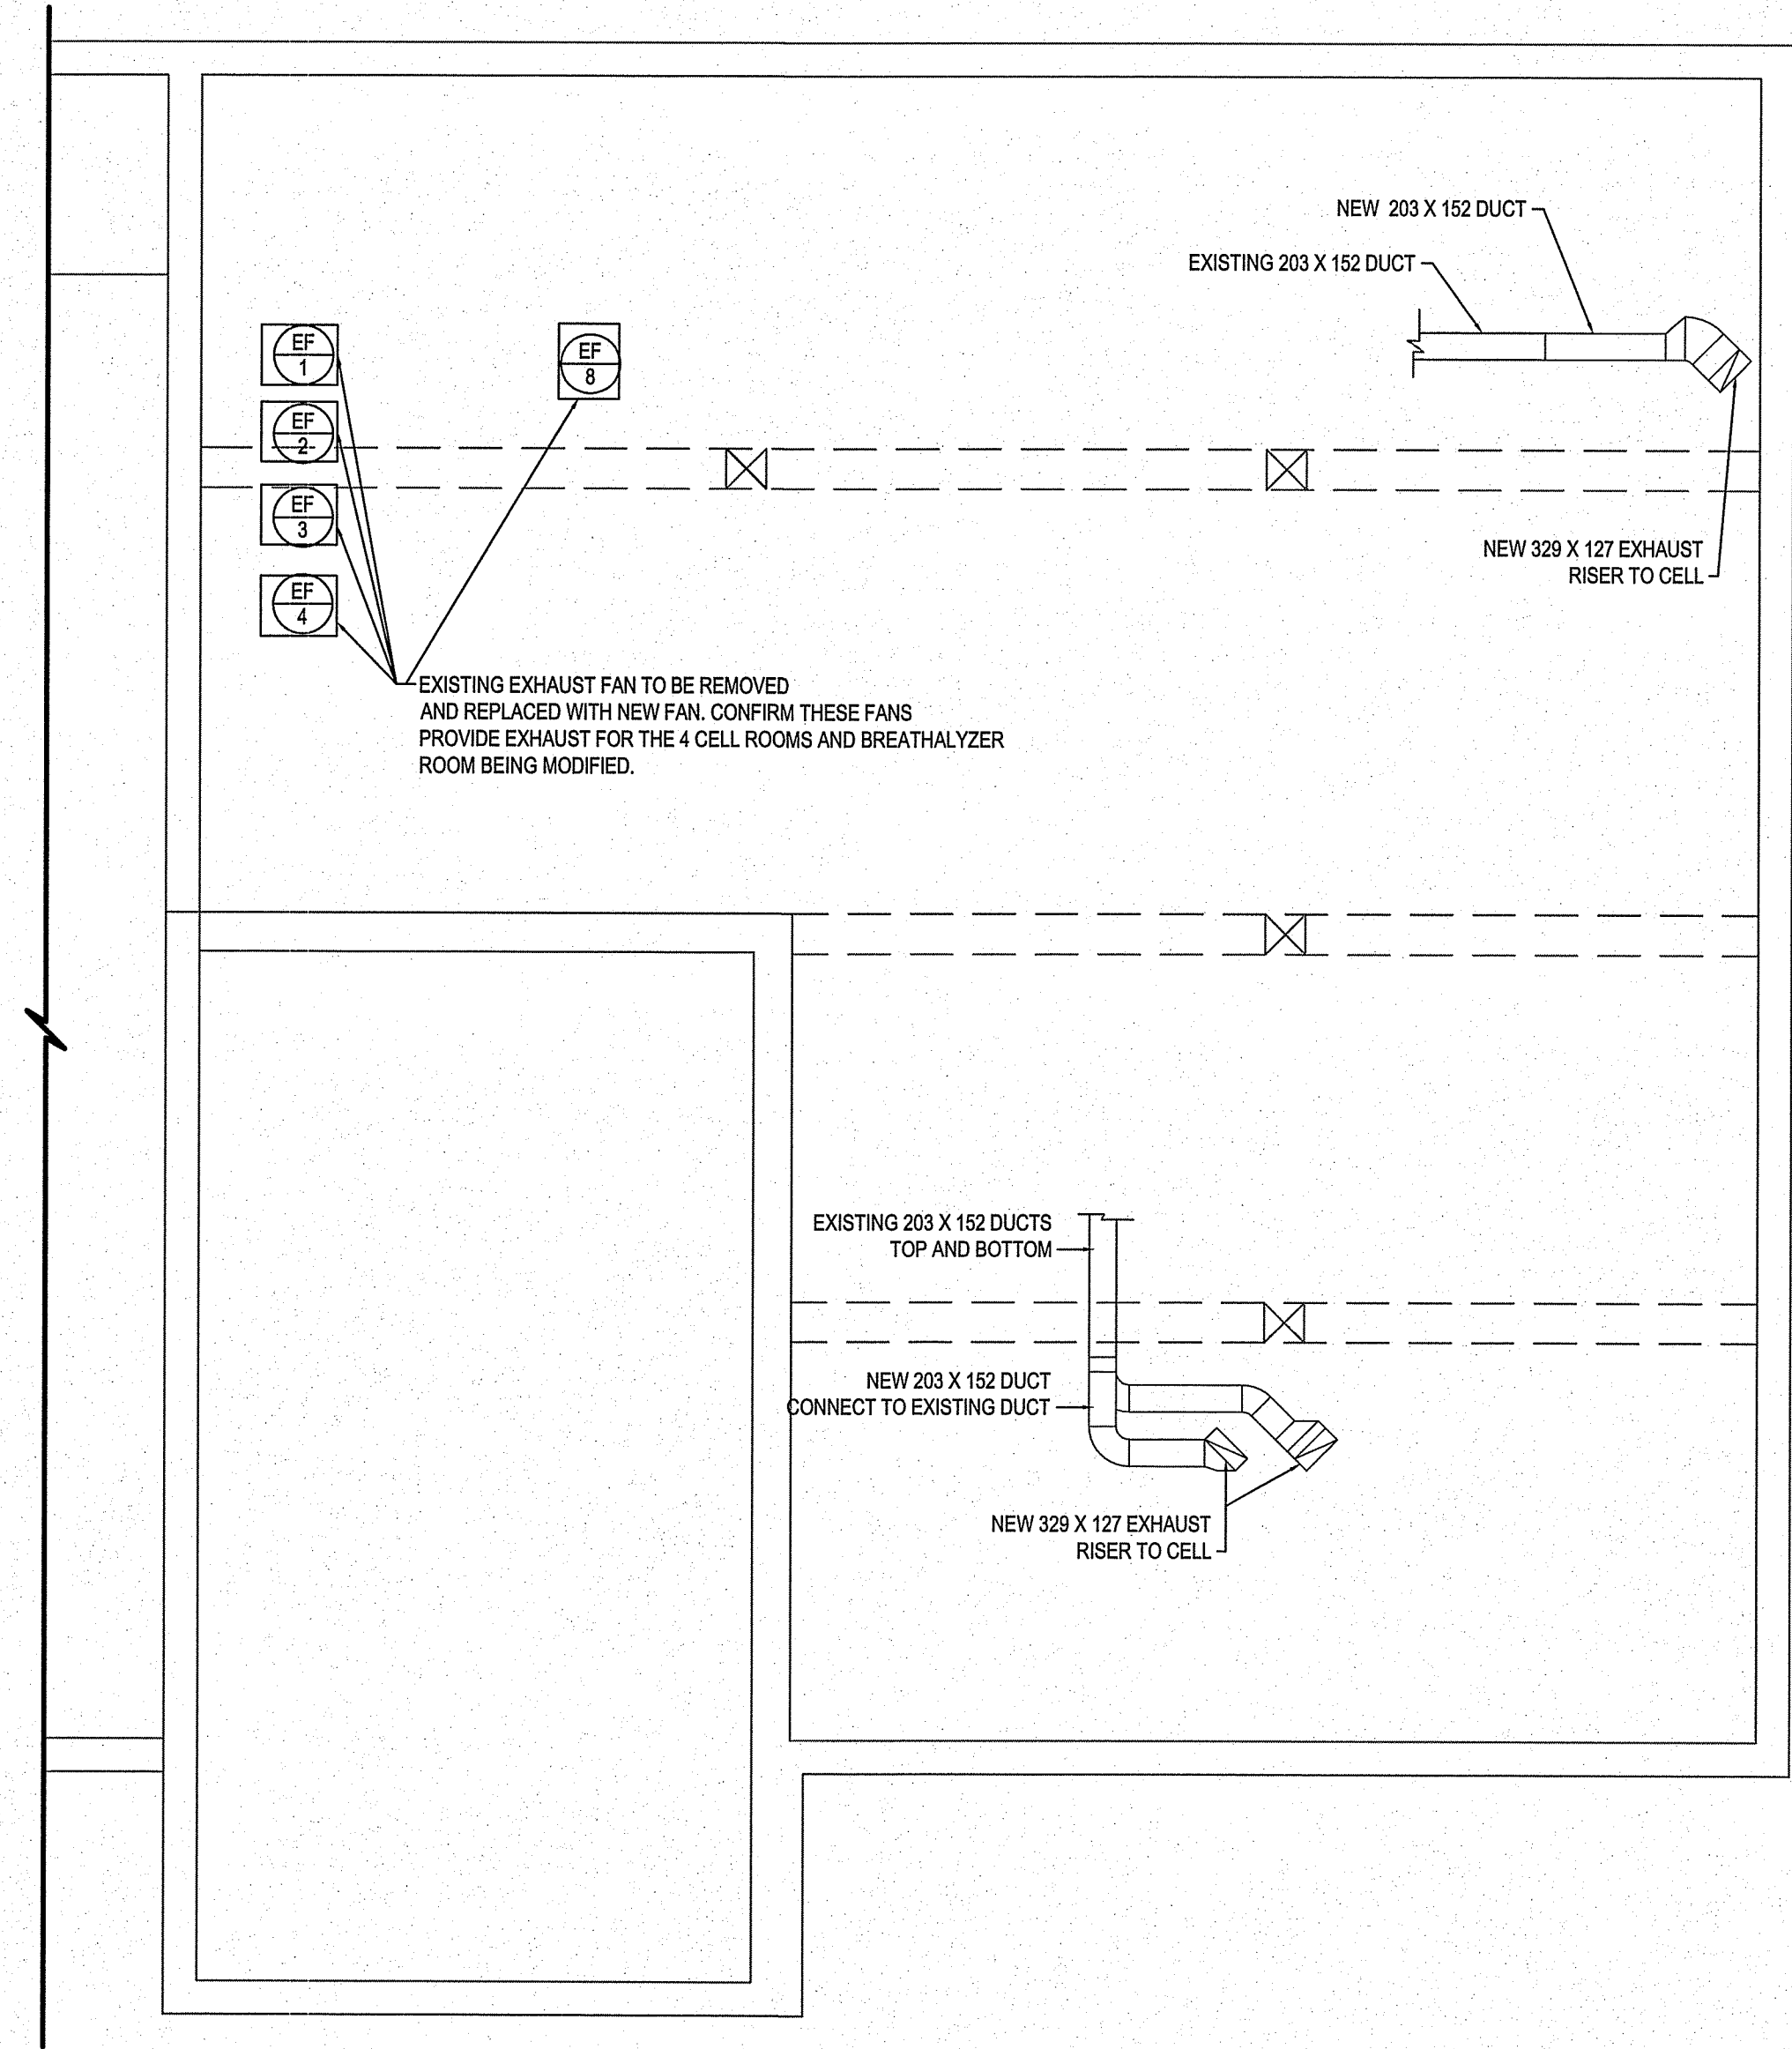 NEW 203 X 152 DUCT
EXISTING 203 X 152 DUCT
EF
1
EF
8
EF
2
EF
3
NEW 329 X 127 EXHAUST
RISER TO CELL
EF
4
EXISTING EXHAUST FAN TO BE REMOVED
AND REPLACED WITH NEW FAN. CONFIRM THESE FANS
PROVIDE EXHAUST FOR THE 4 CELL ROOMS AND BREATHALYZER
ROOM BEING MODIFIED.
EXISTING 203 X 152 DUCTS
TOP AND BOTTOM
NEW 203 X 152 DUCT
CONNECT TO EXISTING DUCT
NEW 329 X 127 EXHAUST
RISER TO CELL